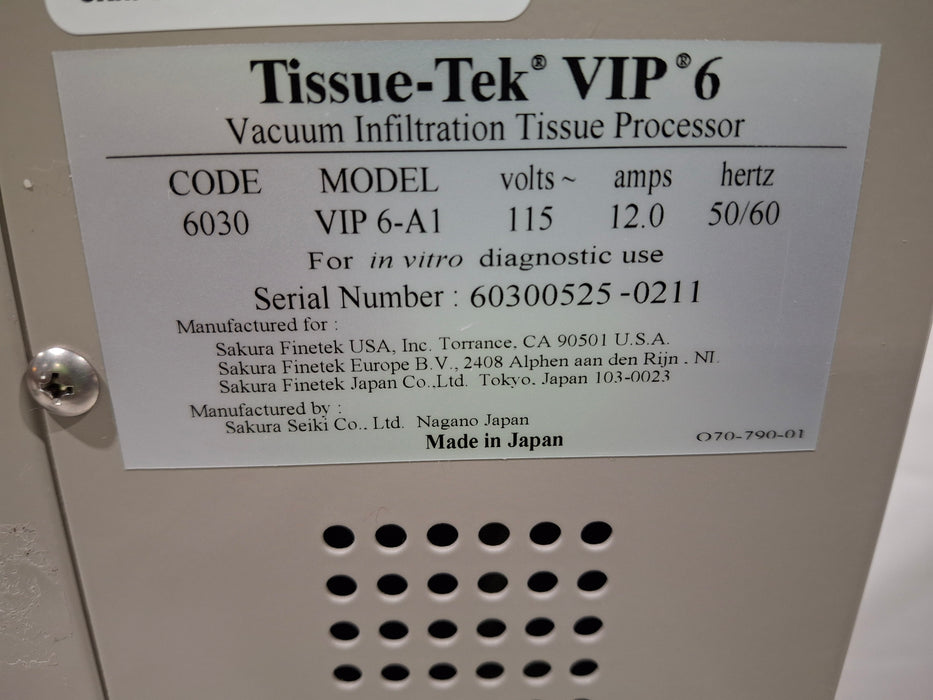 Tissue-Tek® VIP®6
Vacuum Infiltration Tissue Processor
CODE MODEL volts ~ amps hertz
6030 VIP 6-A1 115 12.0 50/60
For in vitro diagnostic use
Serial Number : 60300525-0211
Manufactured for :
Sakura Finetek USA, Inc. Torrance, CA 90501 U.S.A.
Sakura Finetek Europe B.V., 2408 Alphen aan den Rijn . NL
Sakura Finetek Japan Co.,Ltd. Tokyo. Japan 103-0023
Manufactured by :
Sakura Seiki Co.. Ltd. Nagano Japan
Made in Japan
O70-790-01